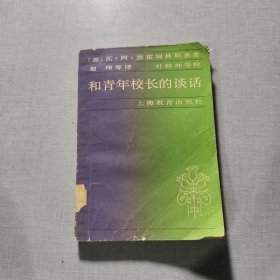 〔苏〕瓦·阿·苏霍姆林斯基著
赵 玮等译 杜殿坤等校
和青年校长的谈话
上海教育出版社